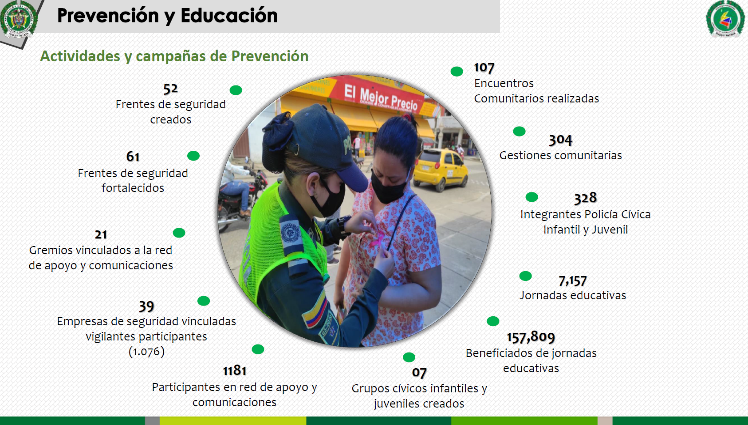 Prevención y Educación
Actividades y campañas de Prevención
52
Frentes de seguridad
creados
61
Frentes de seguridad
fortalecidos
21
Gremios vinculados a la red
de apoyo y comunicaciones
39
Empresas de seguridad vinculadas
vigilantes participantes
(1.076)
1181
Participantes en red de apoyo y
comunicaciones
El Mejor Precio
107
Encuentros
Comunitarios realizadas
304
Gestiones comunitarias
328
Integrantes Policía Cívica
Infantil y Juvenil
7,157
Jornadas educativas
157,809
Beneficiados de jornadas
educativas
07
Grupos cívicos infantiles y
juveniles creados